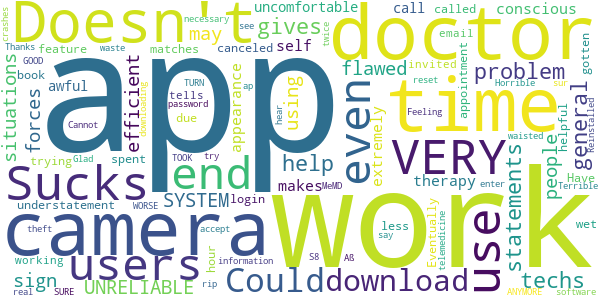 crashes necessary Doesn't uncomfortable call called conscious
Thanks see feature waste may gives doctor
GOOD matches canceled self email twice invited gotten
situations book awful app even flawed time problem appointment
forces efficient downloading TURN tells password ap appearance using hear reset Horrible sur
Cannot due extremely Feeling general Reinstalled
trying Glad spent TOOK try end help VERY waisted helpful
Sucks SYSTEM makes MeMD therapy statements people Have Terrible
understatement WORSE login less say work use enter wet
camera working theft accept hour Eventually telemedicine
users UNRELIABLE information S8 Aß
sign real SURE rip Could download techs ANYMORE software